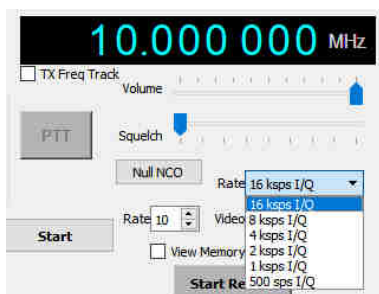 10.000 000 MHz
TX Freq Track
Volume
PTT
Squelch
Null NCO
Rate 16 ksps I/Q
16 ksps I/Q
8 ksps I/Q
4 ksps I/Q
2 ksps I/Q
1 ksps I/Q
500 sps I/Q
Rate 10 Video
Start
View Memory
Start Re